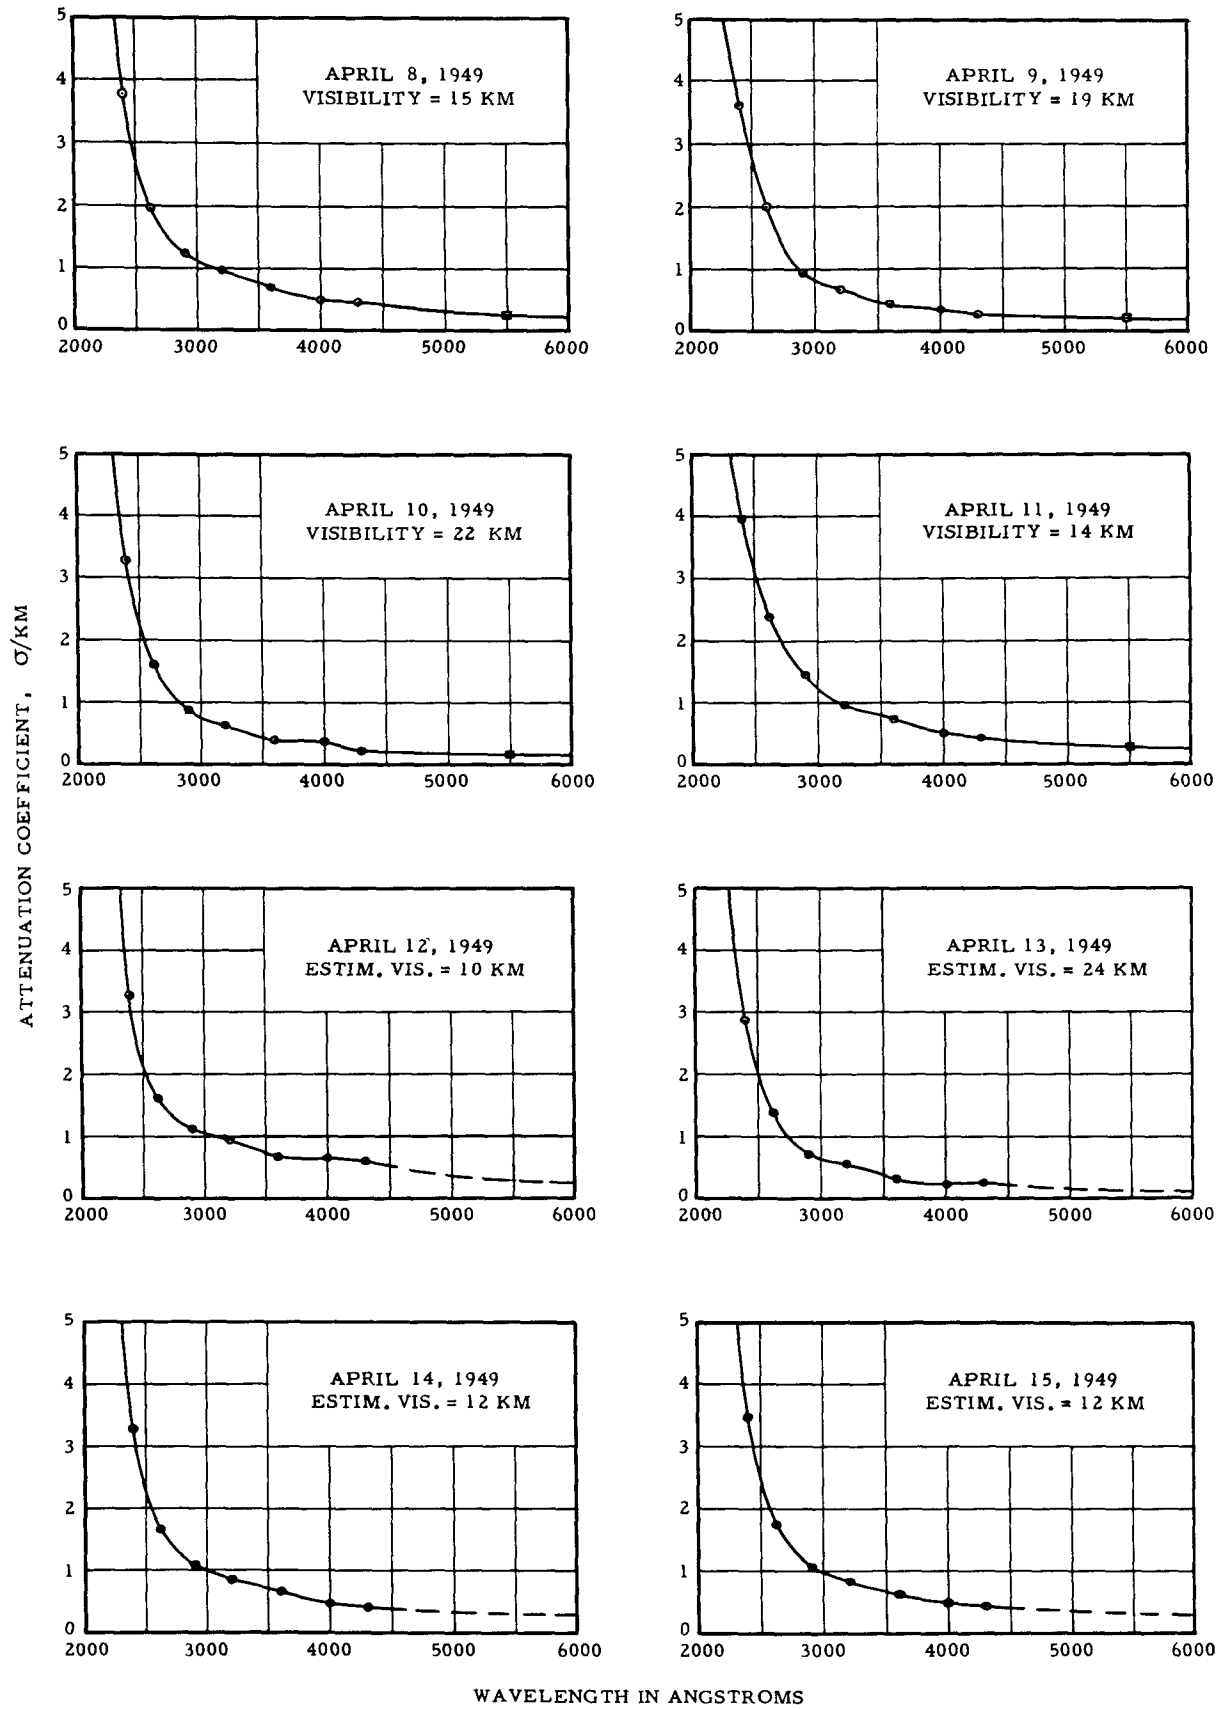 5
4
3
2
1
0
2000 3000 4000 5000 6000
APRIL 8, 1949
VISIBILITY = 15 KM
5
4
3
2
1
0
2000 3000 4000 5000 6000
APRIL 9, 1949
VISIBILITY = 19 KM
5
4
3
2
1
0
2000 3000 4000 5000 6000
APRIL 10, 1949
VISIBILITY = 22 KM
5
4
3
2
1
0
2000 3000 4000 5000 6000
APRIL 11, 1949
VISIBILITY = 14 KM
ATTENUATION COEFFICIENT, σ/KM
5
4
3
2
1
0
2000 3000 4000 5000 6000
APRIL 12, 1949
ESTIM. VIS. = 10 KM
5
4
3
2
1
0
2000 3000 4000 5000 6000
APRIL 13, 1949
ESTIM. VIS. = 24 KM
5
4
3
2
1
0
2000 3000 4000 5000 6000
APRIL 14, 1949
ESTIM. VIS. = 12 KM
5
4
3
2
1
0
2000 3000 4000 5000 6000
APRIL 15, 1949
ESTIM. VIS. = 12 KM
WAVELENGTH IN ANGSTROMS